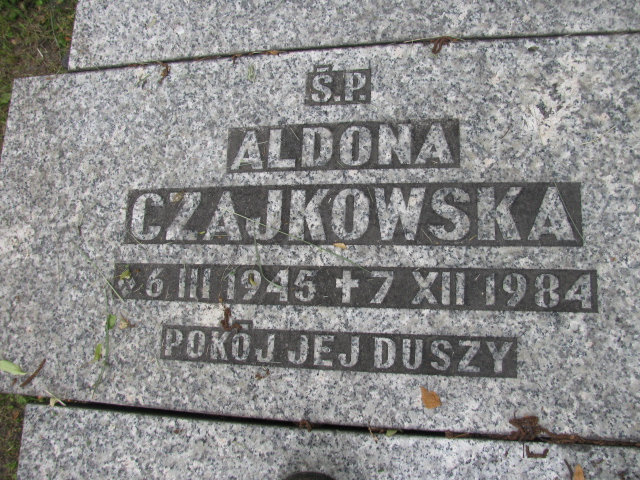 Ś.P.
ALDONA
CZAJKOWSKA
* 6 III 1945 ✝ 7 XII 1984
POKÓJ JEJ DUSZY